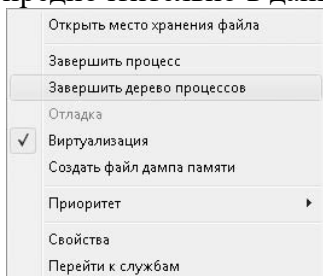 Открыть место хранения файла
Завершить процесс
Завершить дерево процессов
Отладка
Виртуализация
Создать файл дампа памяти
Приоритет
Свойства
Перейти к службам